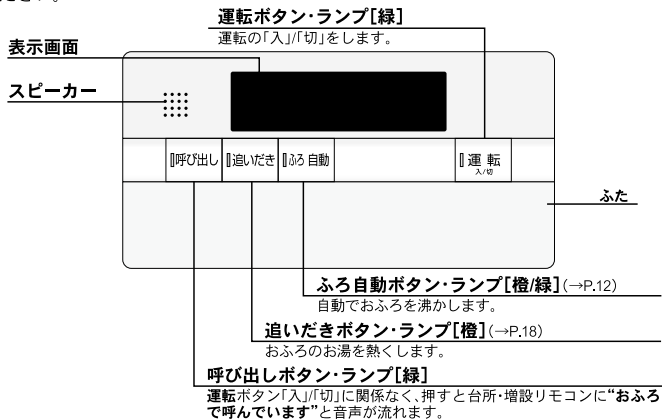 ださい。
運転ボタン・ランプ[緑]
運転の「入」/「切」をします。
表示画面
スピーカー
呼び出し 追いだき ふろ 自動 運 転
入/切
ふた
ふろ自動ボタン・ランプ[橙/緑](→P.12)
自動でおふろを沸かします。
追いだきボタン・ランプ[橙](→P.18)
おふろのお湯を熱くします。
呼び出しボタン・ランプ[緑]
運転ボタン「入」/「切」に関係なく、押すと台所・増設リモコンに“おふろ
で呼んでいます”と音声が流れます。